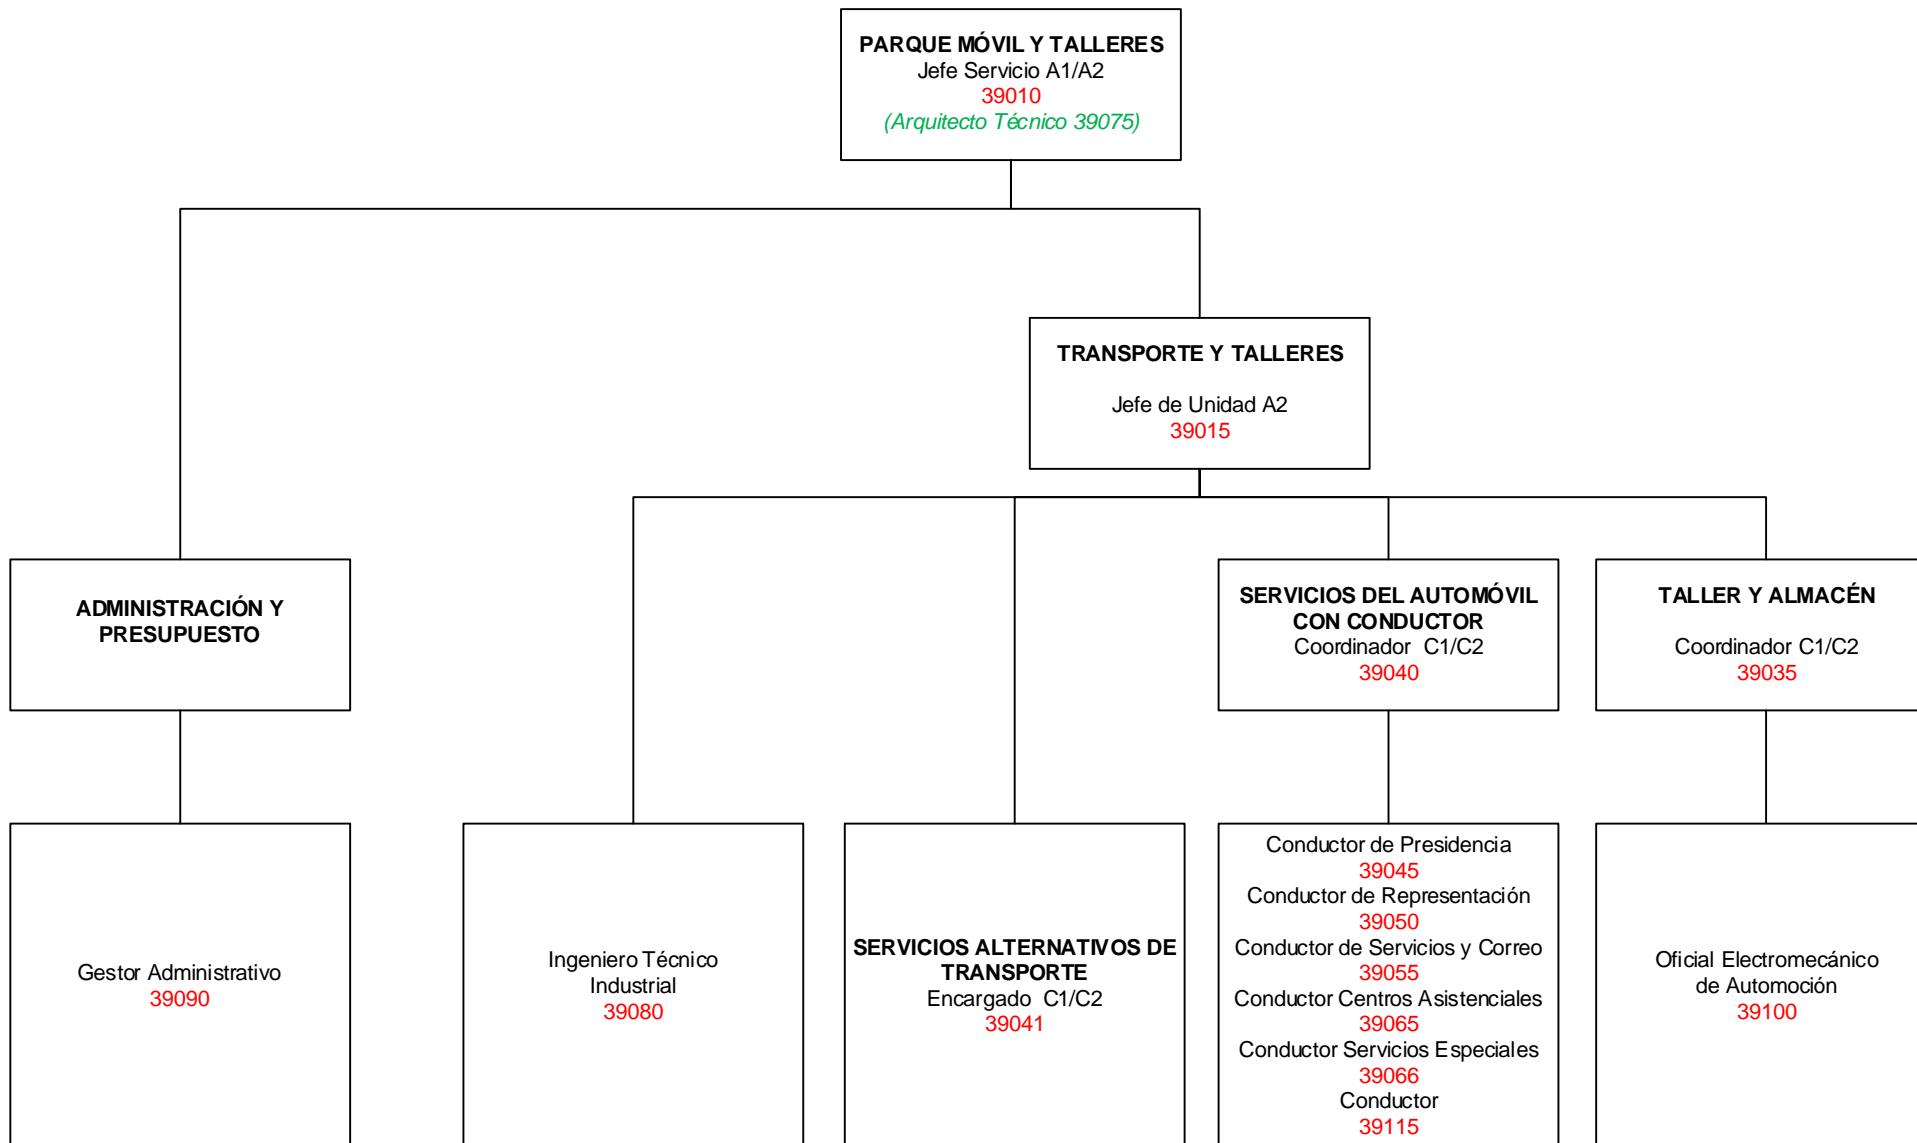 PARQUE MÓVIL Y TALLERES
Jefe Servicio A1/A2
39010
(Arquitecto Técnico 39075)
TRANSPORTE Y TALLERES
Jefe de Unidad A2
39015
ADMINISTRACIÓN Y
PRESUPUESTO
SERVICIOS DEL AUTOMÓVIL
CON CONDUCTOR
Coordinador C1/C2
39040
TALLER Y ALMACÉN
Coordinador C1/C2
39035
Gestor Administrativo
39090
Ingeniero Técnico
Industrial
39080
SERVICIOS ALTERNATIVOS DE
TRANSPORTE
Encargado C1/C2
39041
Conductor de Presidencia
39045
Conductor de Representación
39050
Conductor de Servicios y Correo
39055
Conductor Centros Asistenciales
39065
Conductor Servicios Especiales
39066
Conductor
39115
Oficial Electromecánico
de Automoción
39100